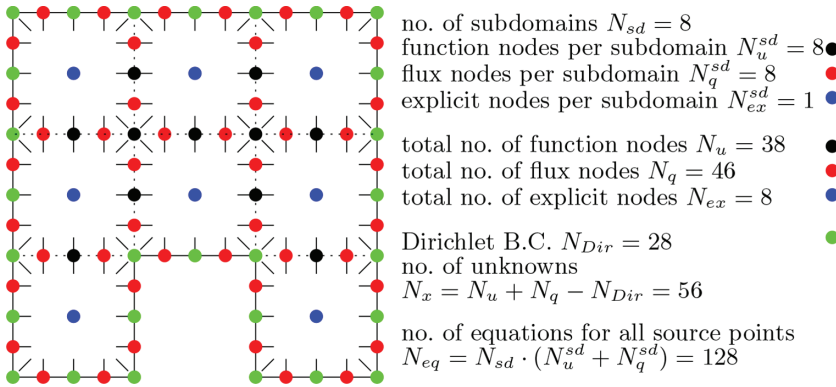 no. of subdomains N_{sd} = 8
function nodes per subdomain N_u^{sd} = 8
flux nodes per subdomain N_q^{sd} = 8
explicit nodes per subdomain N_{ex}^{sd} = 1
total no. of function nodes N_u = 38
total no. of flux nodes N_q = 46
total no. of explicit nodes N_{ex} = 8
Dirichlet B.C. N_{Dir} = 28
no. of unknowns
N_x = N_u + N_q − N_{Dir} = 56
no. of equations for all source points
N_{eq} = N_{sd} · (N_u^{sd} + N_q^{sd}) = 128